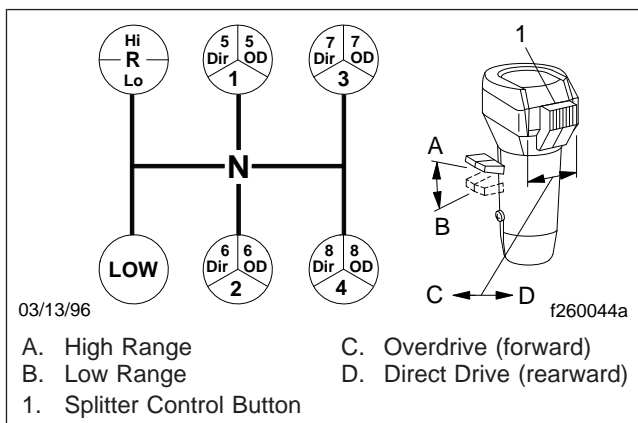 Hi
R
Lo
5 5
Dir OD
1
7 7
Dir OD
3
1
A
B
N
LOW
6 6
Dir OD
2
8 8
Dir OD
4
C D
03/13/96
f260044a
A. High Range
B. Low Range
1. Splitter Control Button
C. Overdrive (forward)
D. Direct Drive (rearward)